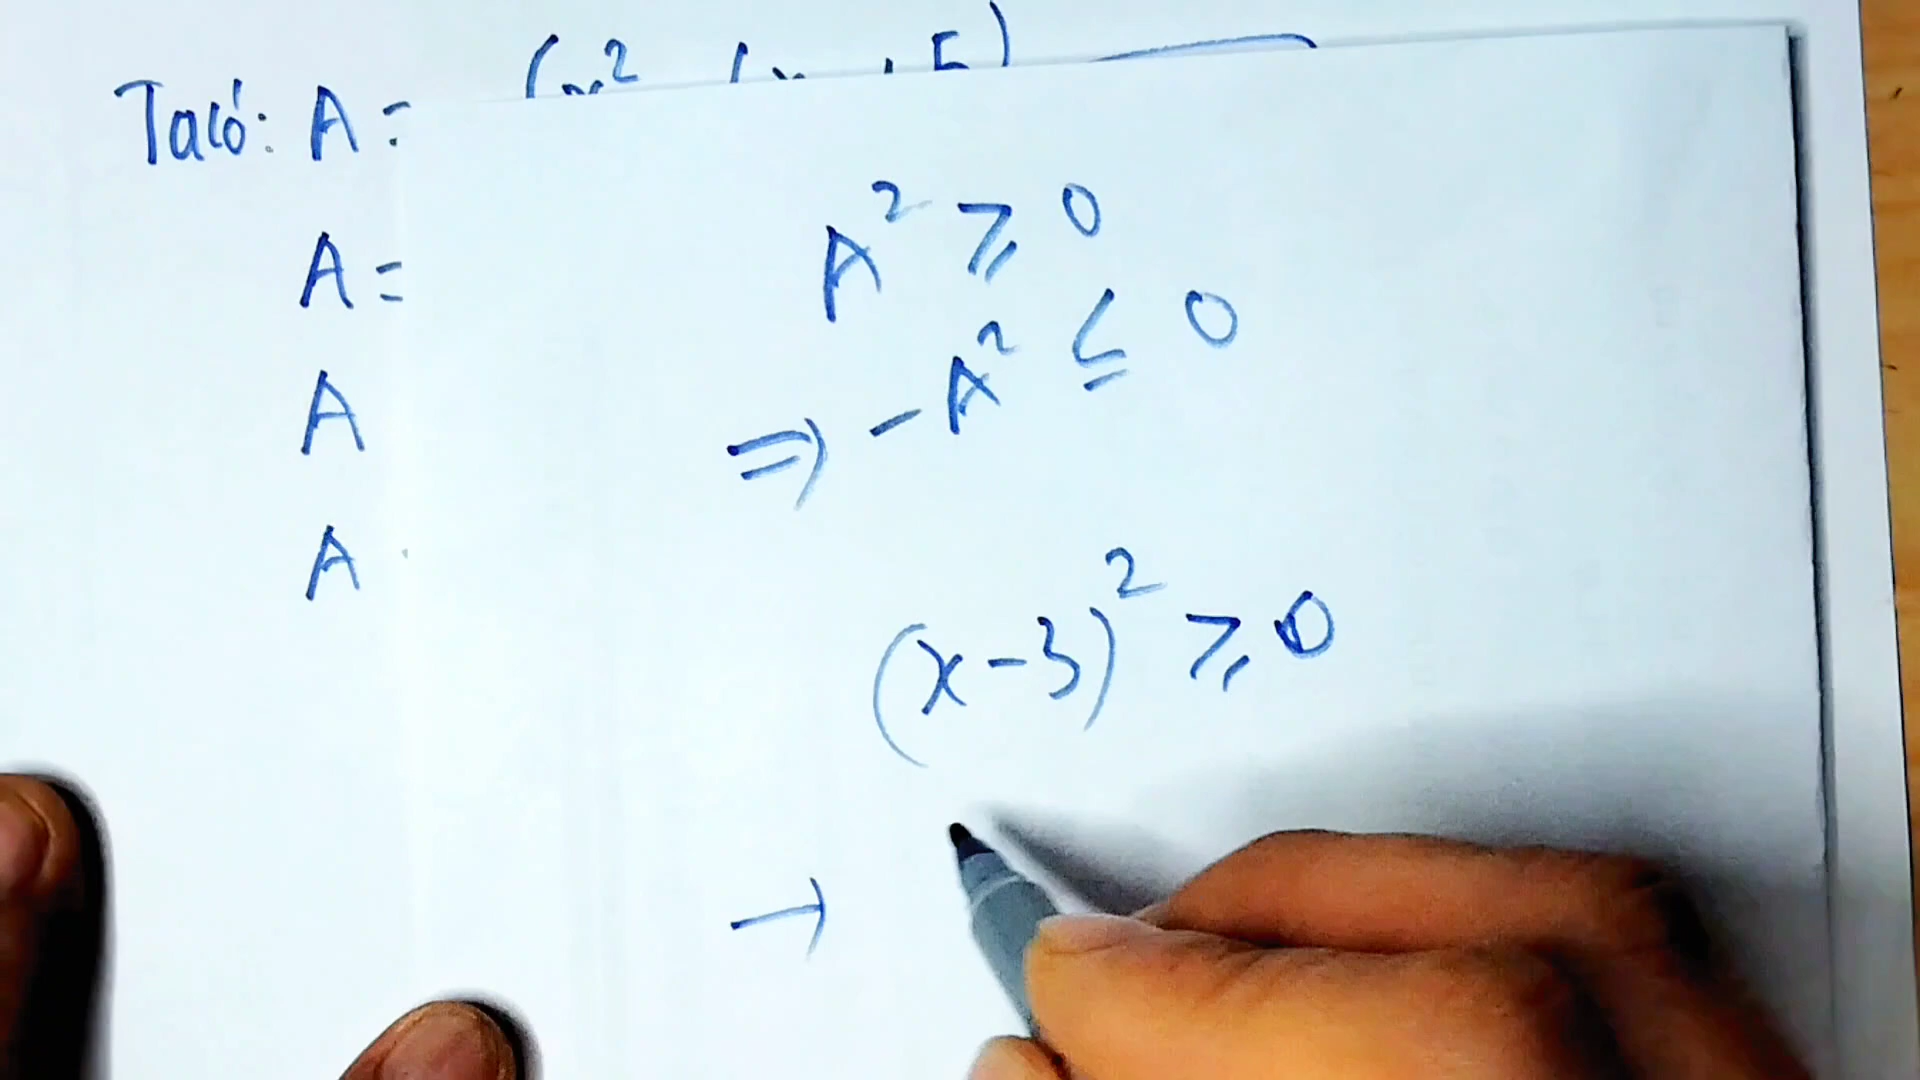 Ta có: A =
A =
A
A
A² ≥ 0
⇒ -A² ≤ 0
(x-3)² ≥ 0
→